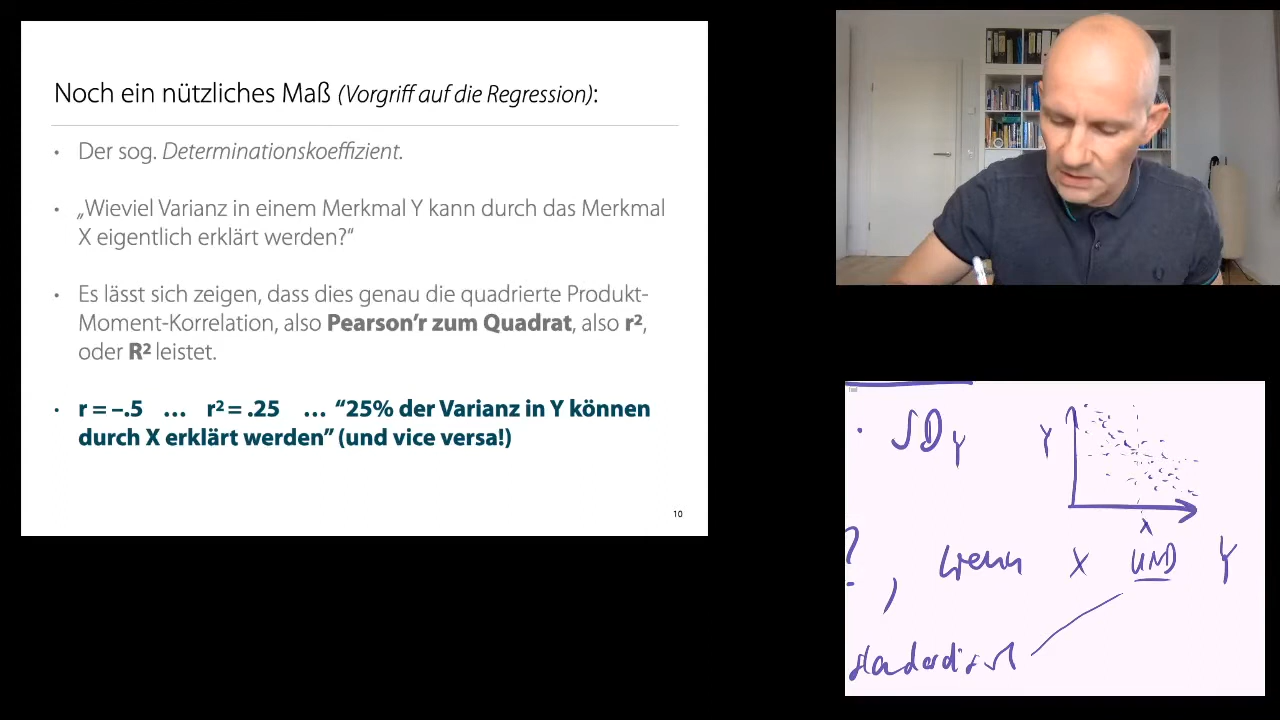 Noch ein nützliches Maß (Vorgriff auf die Regression):
• Der sog. Determinationskoeffizient.
• „Wieviel Varianz in einem Merkmal Y kann durch das Merkmal
X eigentlich erklärt werden?“
• Es lässt sich zeigen, dass dies genau die quadrierte Produkt-
Moment-Korrelation, also Pearson’r zum Quadrat, also r², 
oder R² leistet.
• r = –.5 … r² = .25 … “25% der Varianz in Y können
durch X erklärt werden” (und vice versa!)
10
· SD_Y
Y
X
? , wenn X UND Y
standardisiert